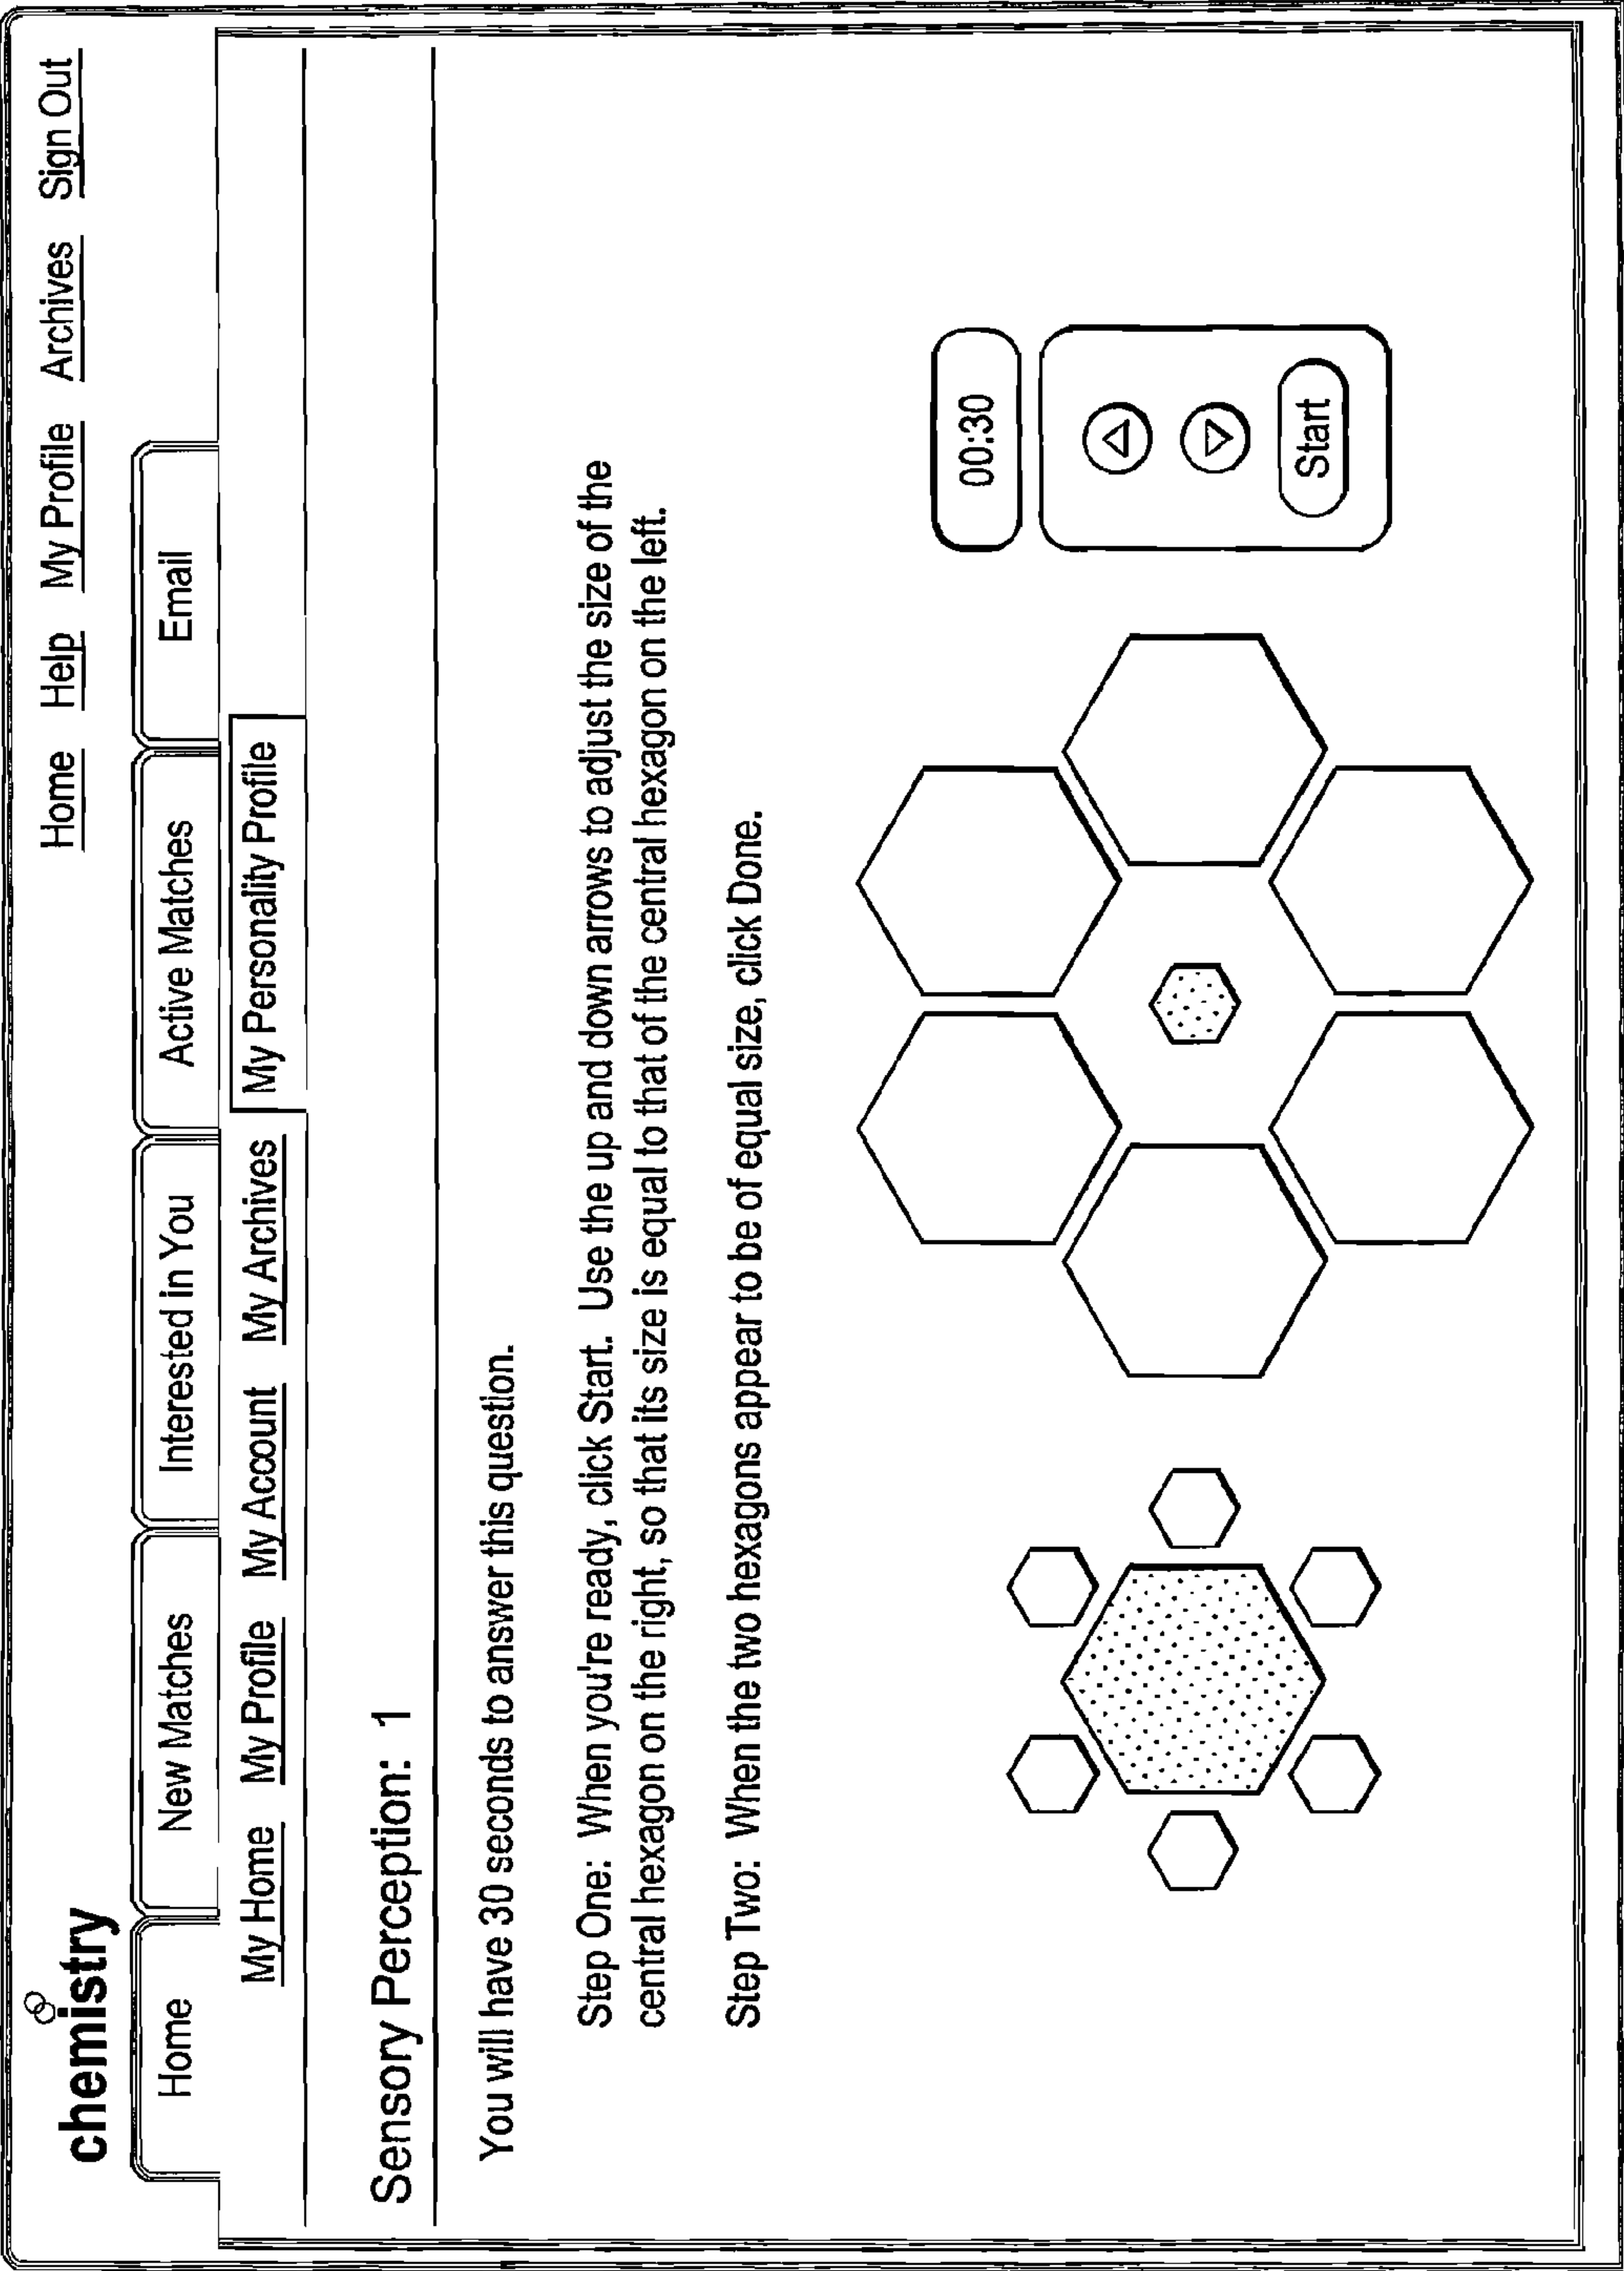 chemistry
Home Help My Profile Archives Sign Out
Home New Matches Interested in You Active Matches Email
My Home My Profile My Account My Archives My Personality Profile
Sensory Perception: 1
You will have 30 seconds to answer this question.
Step One: When you're ready, click Start. Use the up and down arrows to adjust the size of the
central hexagon on the right, so that its size is equal to that of the central hexagon on the left.
Step Two: When the two hexagons appear to be of equal size, click Done.
00:30
Start